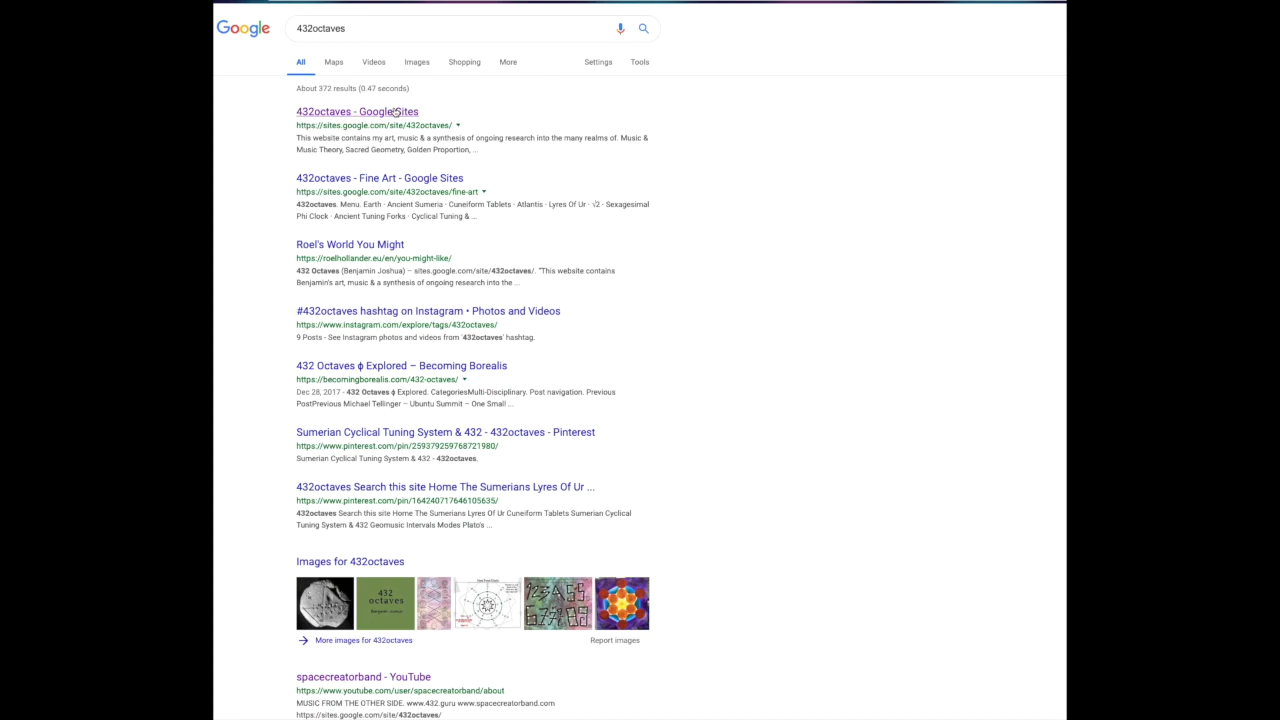 Google
432octaves
All Maps Videos Images Shopping More Settings Tools
About 372 results (0.47 seconds)
432octaves - Google Sites
https://sites.google.com/site/432octaves/
This website contains my art, music & a synthesis of ongoing research into the many realms of. Music &
Music Theory, Sacred Geometry, Golden Proportion, ...
432octaves - Fine Art - Google Sites
https://sites.google.com/site/432octaves/fine-art
432octaves. Menu. Earth · Ancient Sumeria · Cuneiform Tablets · Atlantis · Lyres Of Ur · √2 · Sexagesimal
Phi Clock · Ancient Tuning Forks · Cyclical Tuning & ...
Roel's World You Might
https://roelhollander.eu/en/you-might-like/
432 Octaves (Benjamin Joshua) – sites.google.com/site/432octaves/. "This website contains
Benjamin's art, music & a synthesis of ongoing research into the ...
#432octaves hashtag on Instagram • Photos and Videos
https://www.instagram.com/explore/tags/432octaves/
9 Posts - See Instagram photos and videos from '432octaves' hashtag.
432 Octaves ϕ Explored – Becoming Borealis
https://becomingborealis.com/432-octaves/
Dec 28, 2017 - 432 Octaves ϕ Explored. CategoriesMulti-Disciplinary. Post navigation. Previous
PostPrevious Michael Tellinger – Ubuntu Summit – One Small ...
Sumerian Cyclical Tuning System & 432 - 432octaves - Pinterest
https://www.pinterest.com/pin/259379259768721980/
Sumerian Cyclical Tuning System & 432 - 432octaves.
432octaves Search this site Home The Sumerians Lyres Of Ur ...
https://www.pinterest.com/pin/164240717646105635/
432octaves Search this site Home The Sumerians Lyres Of Ur Cuneiform Tablets Sumerian Cyclical
Tuning System & 432 Geomusic Intervals Modes Plato's ...
Images for 432octaves
432
octaves
More images for 432octaves Report images
spacecreatorband - YouTube
https://www.youtube.com/user/spacecreatorband/about
MUSIC FROM THE OTHER SIDE. www.432.guru www.spacecreatorband.com
https://sites.google.com/site/432octaves/